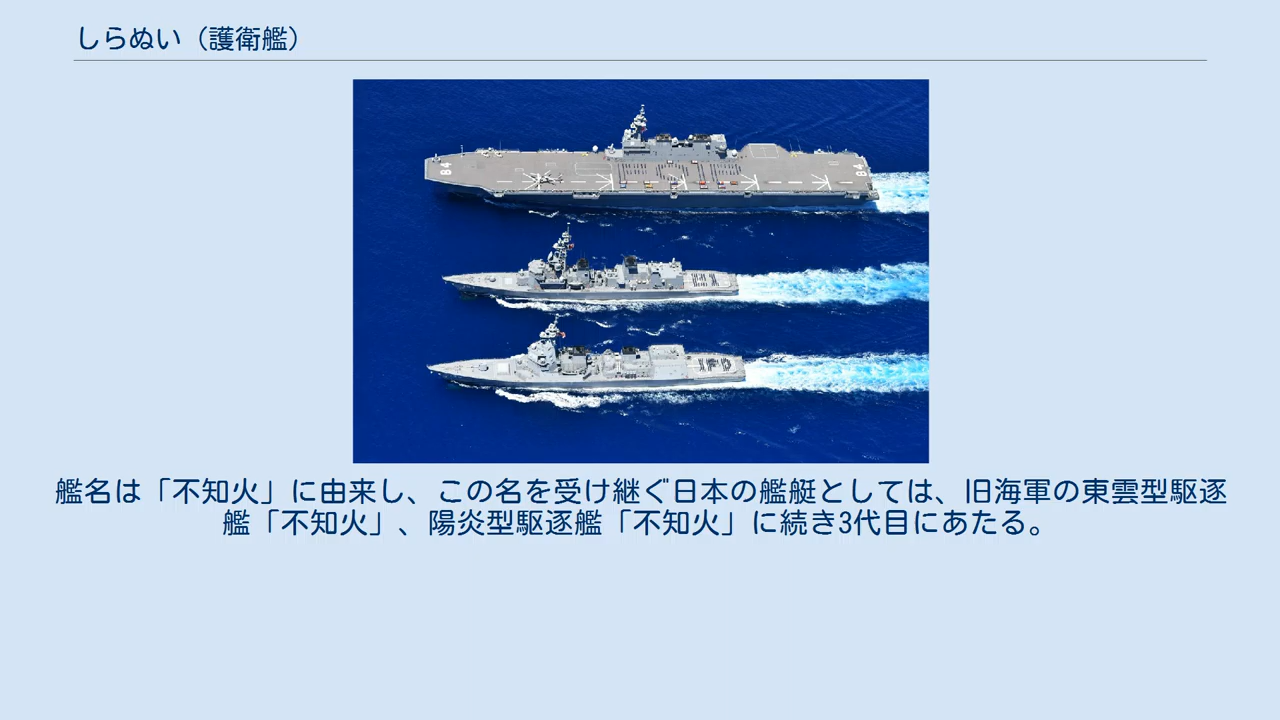 しらぬい（護衛艦）
84
84
艦名は「不知火」に由来し、この名を受け継ぐ日本の艦艇としては、旧海軍の東雲型駆逐
艦「不知火」、陽炎型駆逐艦「不知火」に続き3代目にあたる。